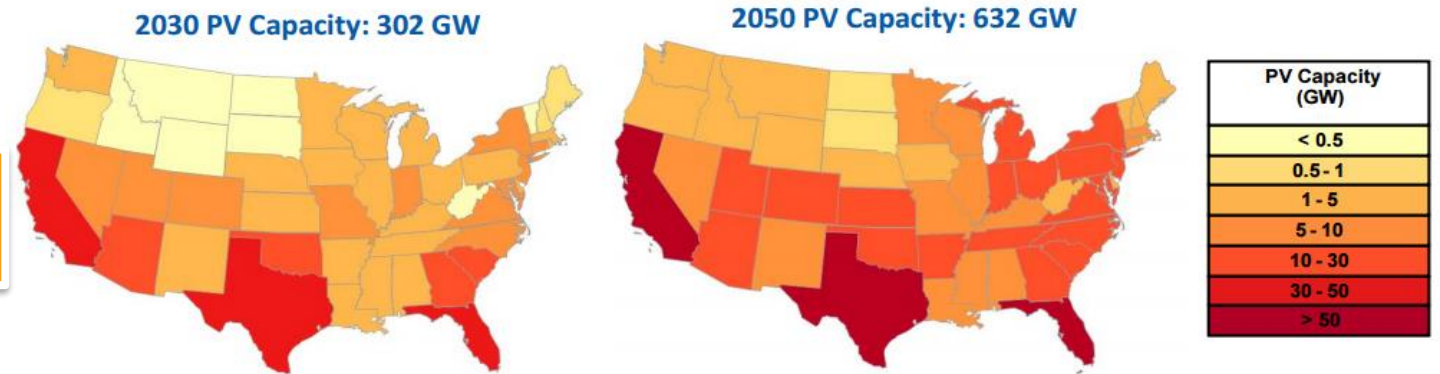 2030 PV Capacity: 302 GW
2050 PV Capacity: 632 GW
PV Capacity
(GW)
< 0.5
0.5 - 1
1 - 5
5 - 10
10 - 30
30 - 50
> 50